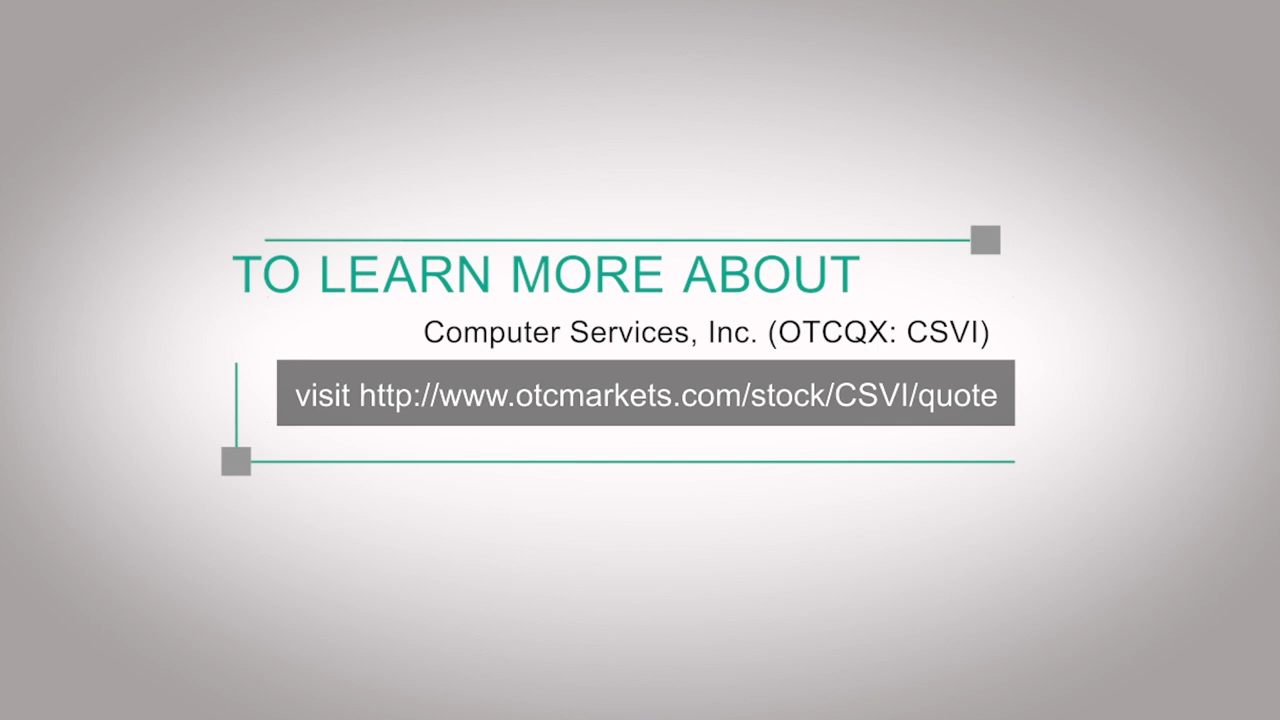 TO LEARN MORE ABOUT
Computer Services, Inc. (OTCQX: CSVI)
visit http://www.otcmarkets.com/stock/CSVI/quote